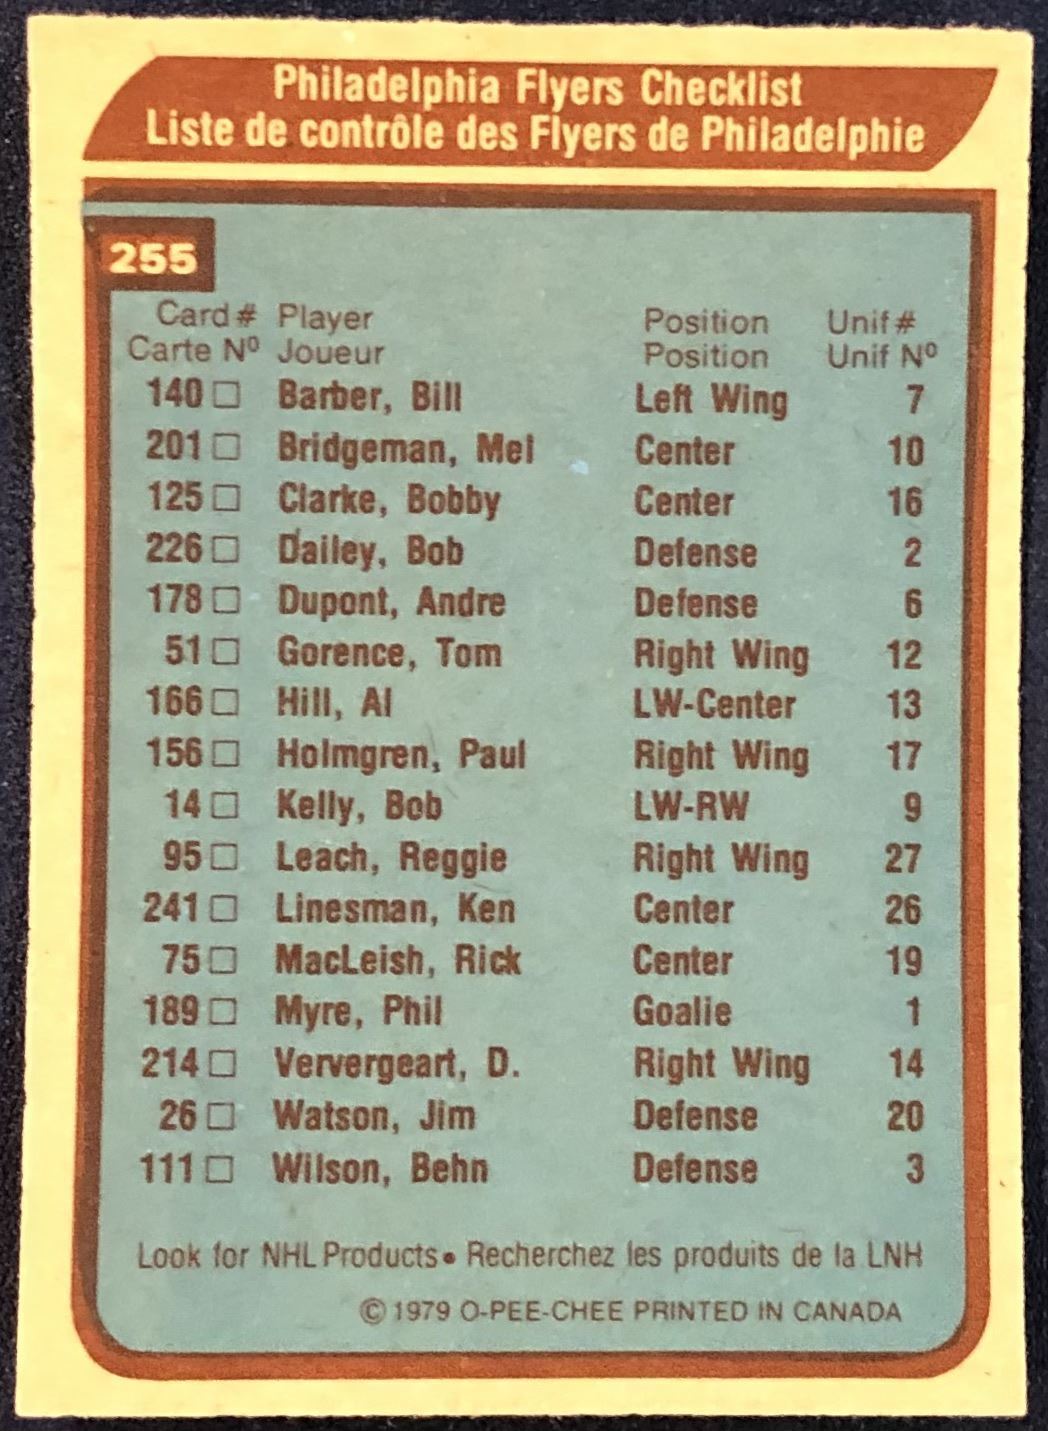 Philadelphia Flyers Checklist
Liste de contrôle des Flyers de Philadelphie
255
Card # Player Position Unif #
Carte Nº Joueur Position Unif Nº
140 □ Barber, Bill Left Wing 7
201 □ Bridgeman, Mel Center 10
125 □ Clarke, Bobby Center 16
226 □ Dailey, Bob Defense 2
178 □ Dupont, Andre Defense 6
51 □ Gorence, Tom Right Wing 12
166 □ Hill, Al LW-Center 13
156 □ Holmgren, Paul Right Wing 17
14 □ Kelly, Bob LW-RW 9
95 □ Leach, Reggie Right Wing 27
241 □ Linesman, Ken Center 26
75 □ MacLeish, Rick Center 19
189 □ Myre, Phil Goalie 1
214 □ Ververgeart, D. Right Wing 14
26 □ Watson, Jim Defense 20
111 □ Wilson, Behn Defense 3
Look for NHL Products • Recherchez les produits de la LNH
© 1979 O-PEE-CHEE PRINTED IN CANADA